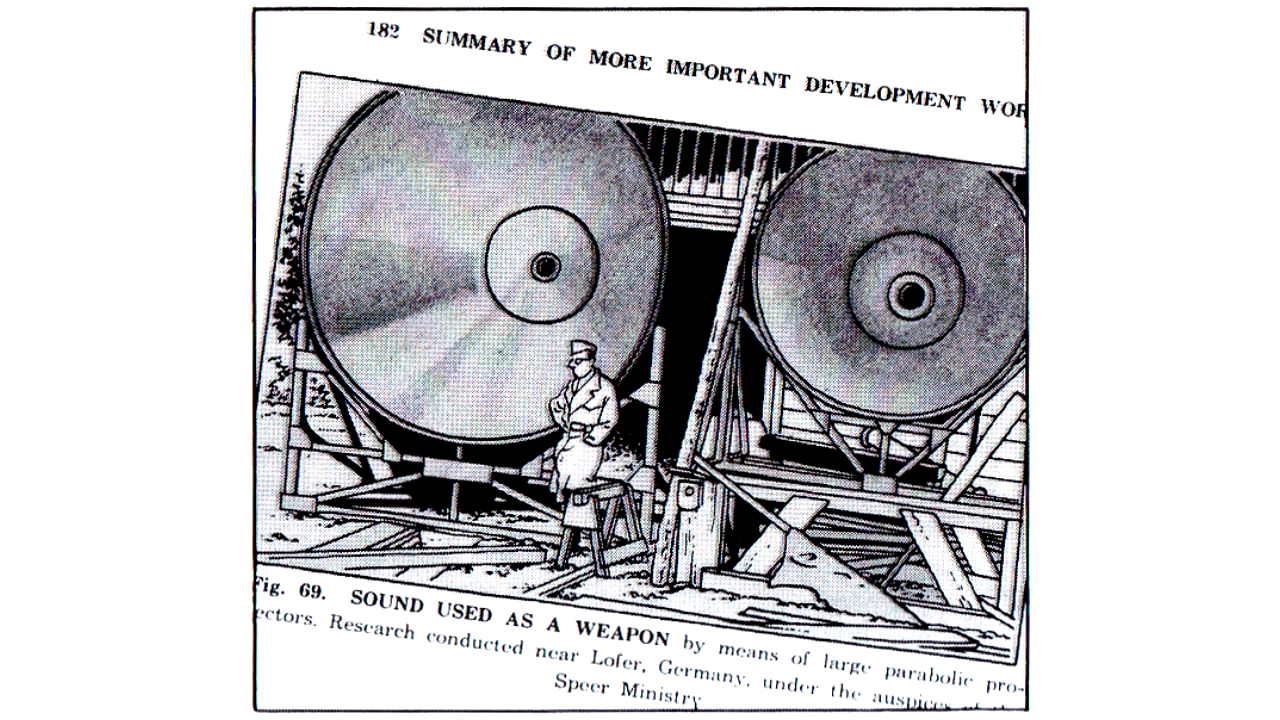 182 SUMMARY OF MORE IMPORTANT DEVELOPMENT WOR
Fig. 69. SOUND USED AS A WEAPON by means of large parabolic pro-
ectors. Research conducted near Lofer, Germany, under the auspices
Speer Ministry